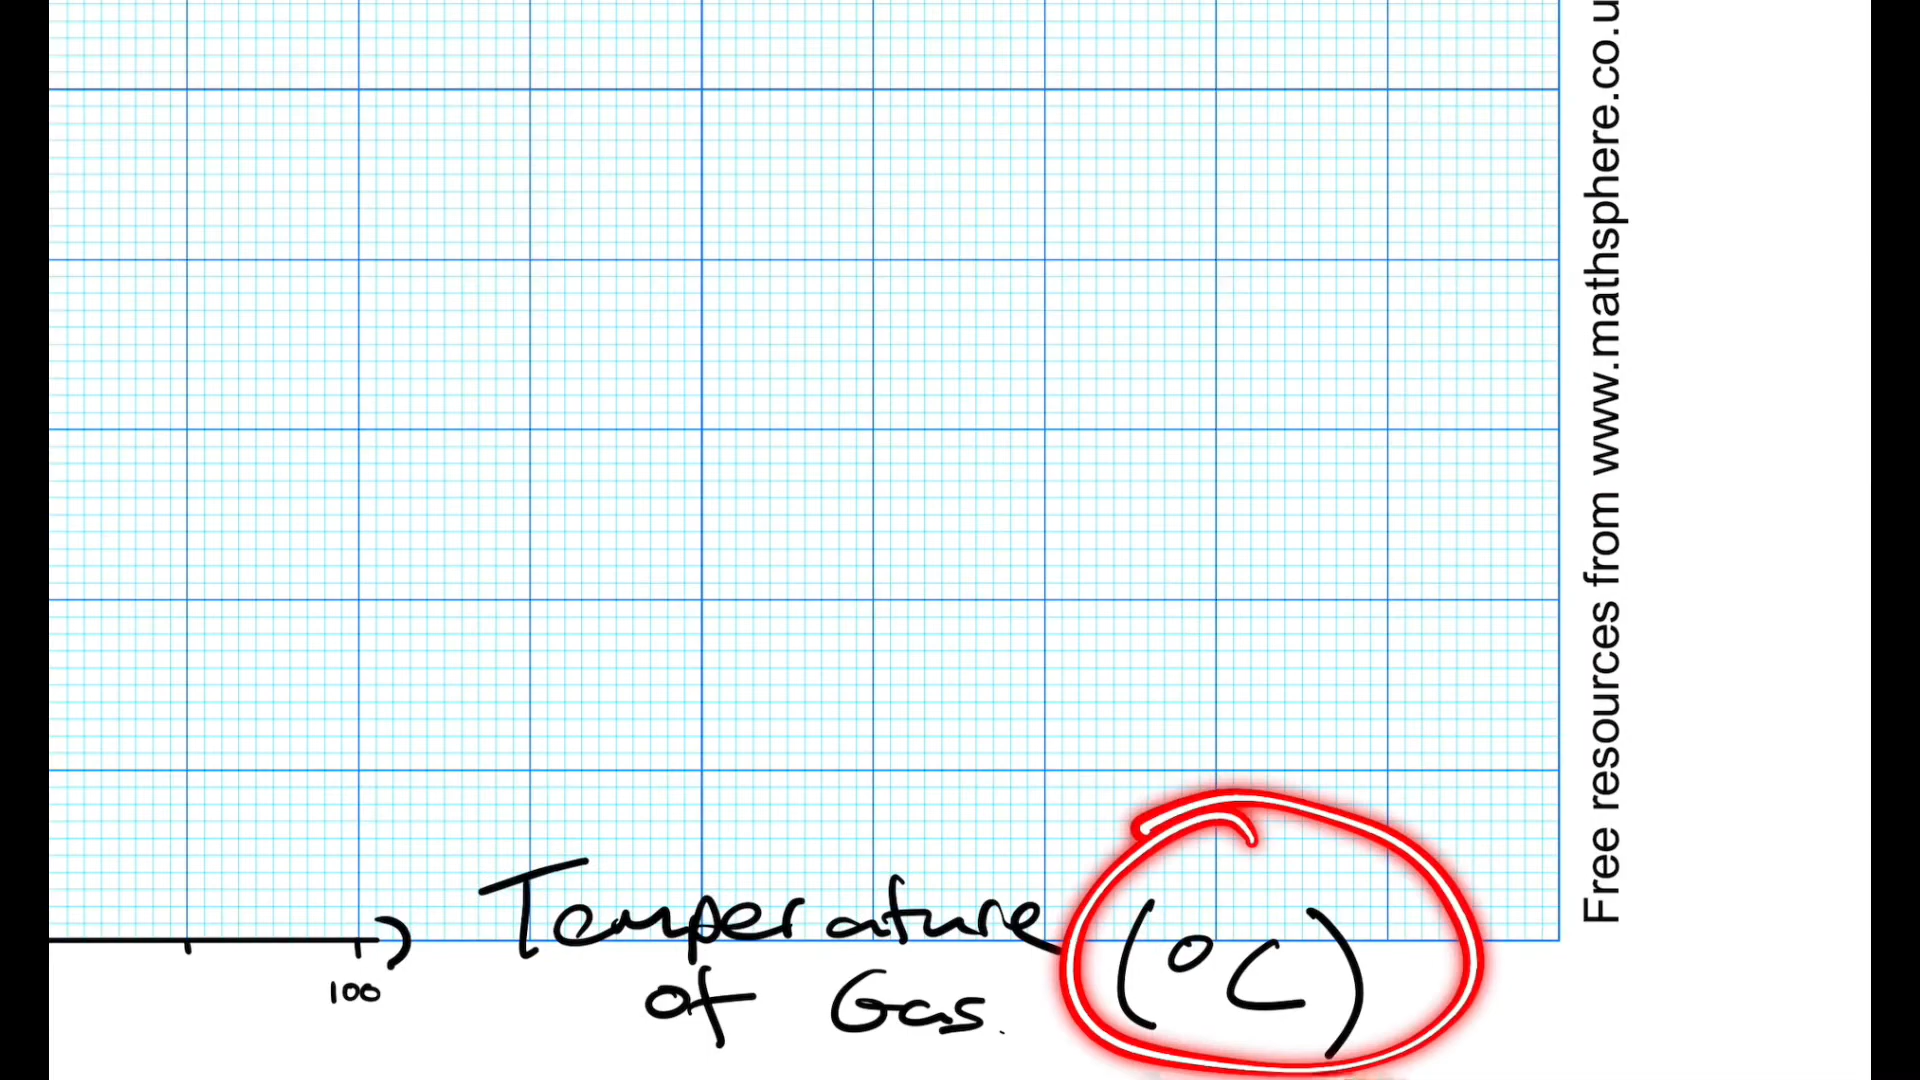 Free resources from www.mathsphere.co.u
100
Temperature (°C)
of Gas.